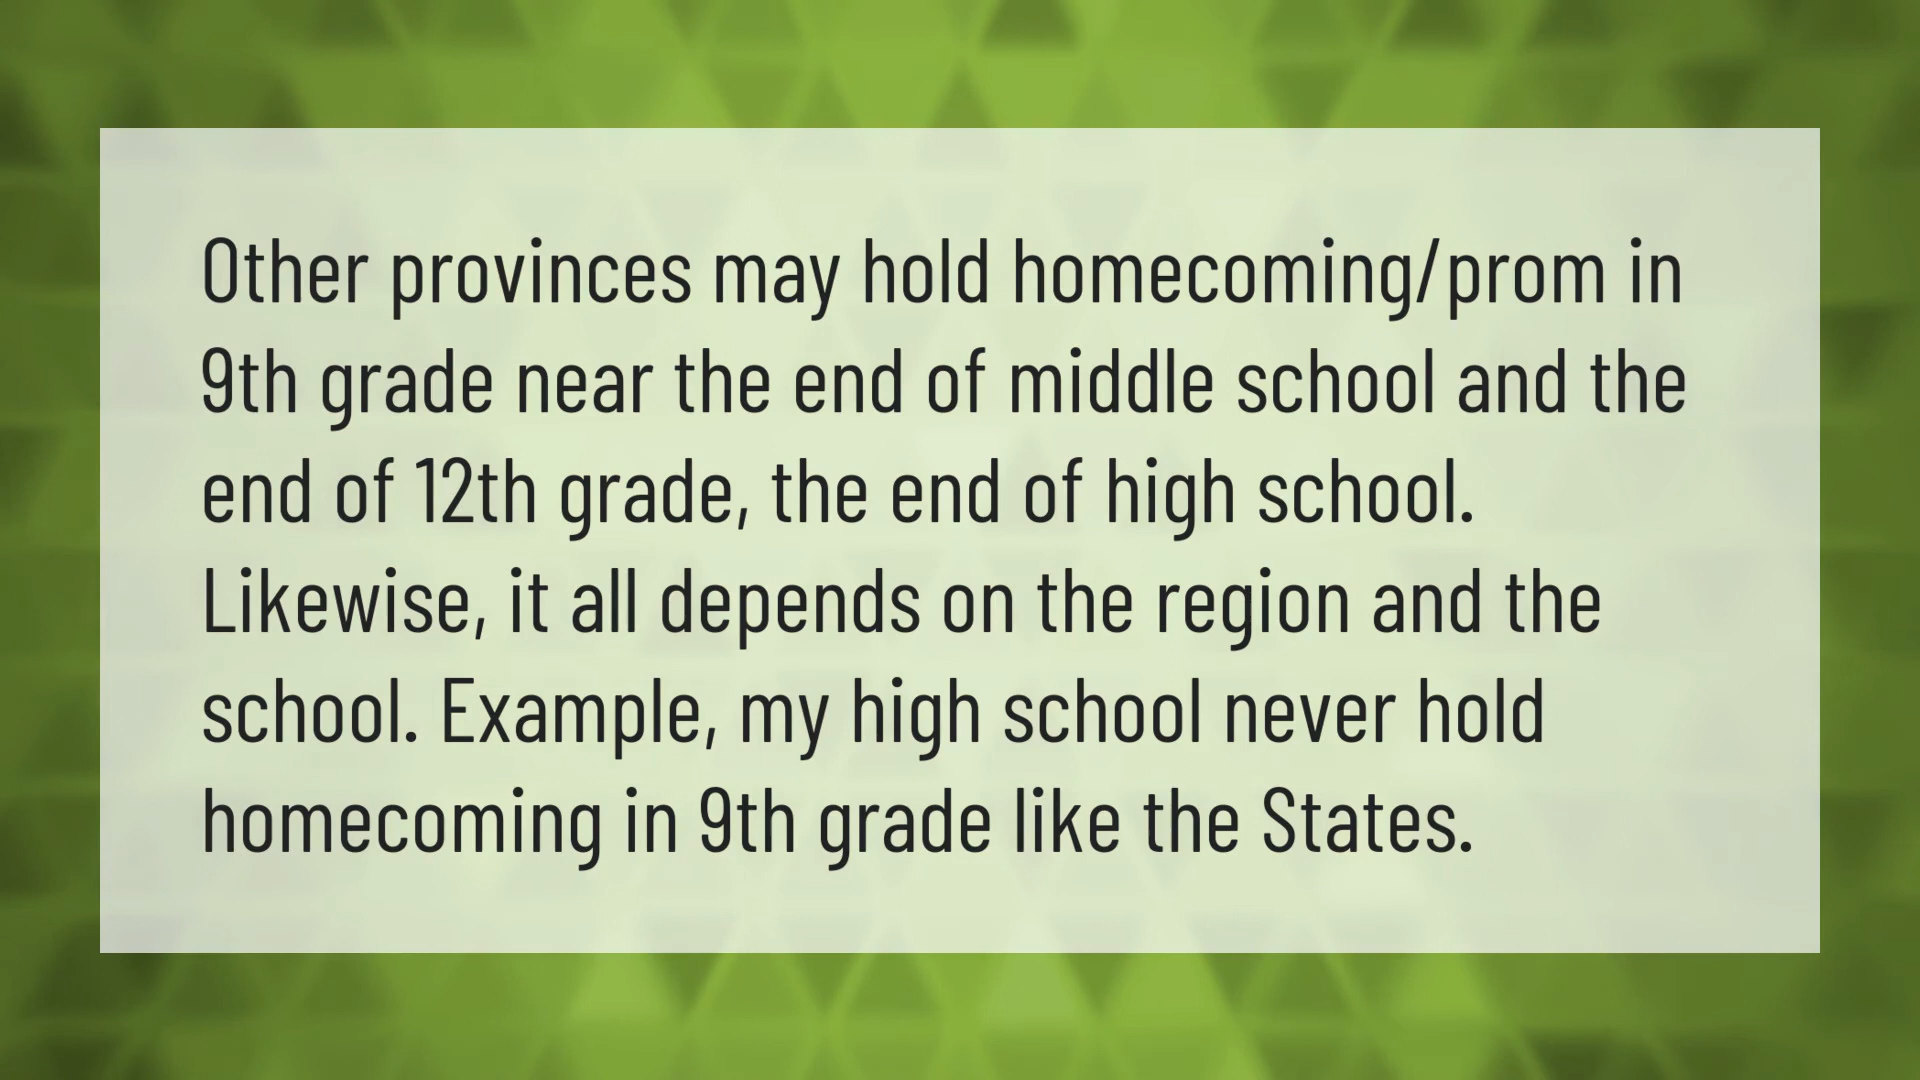 Other provinces may hold homecoming/prom in
9th grade near the end of middle school and the
end of 12th grade, the end of high school.
Likewise, it all depends on the region and the
school. Example, my high school never hold
homecoming in 9th grade like the States.